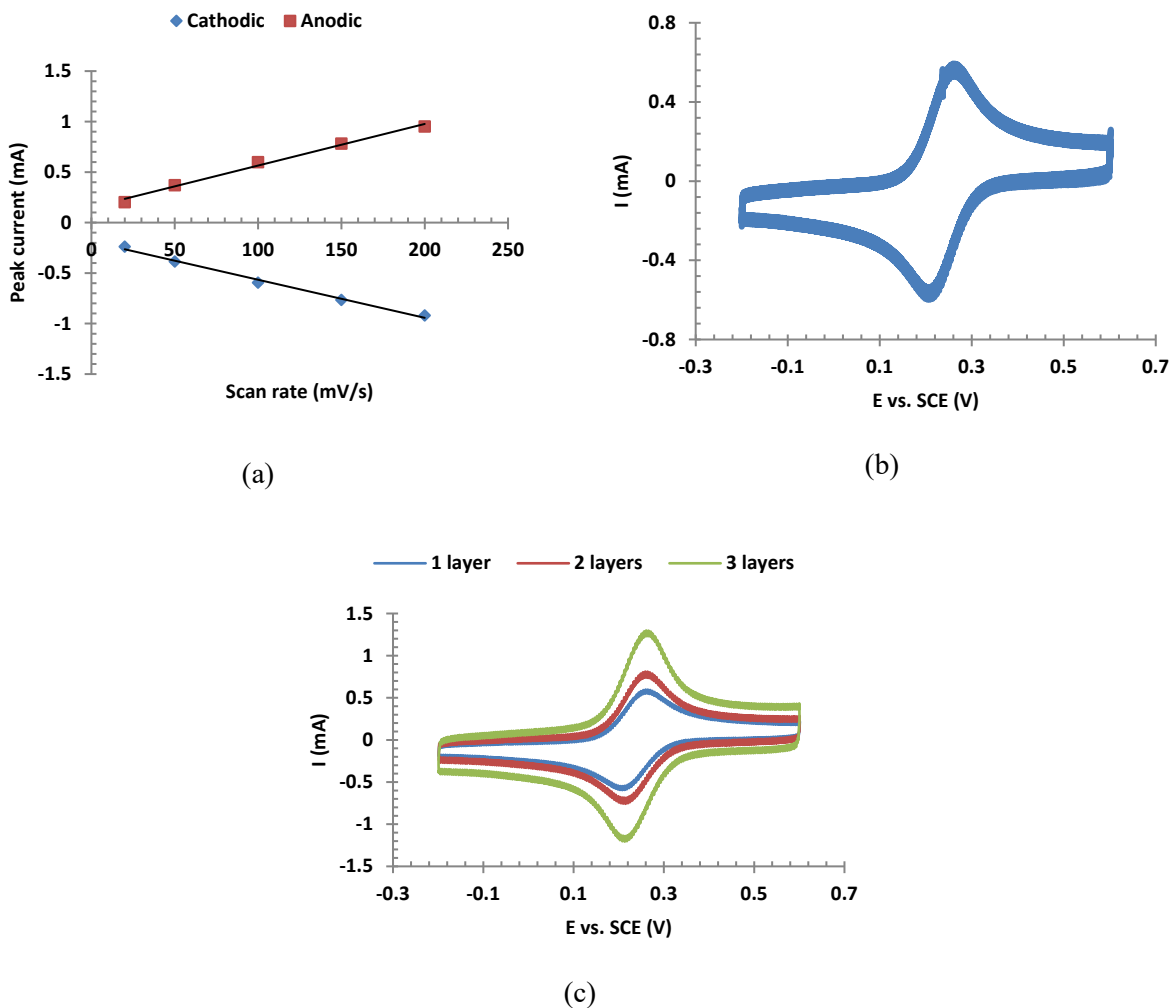 Cathodic Anodic
1.5
1
0.5
0
-0.5
-1
-1.5
0 50 100 150 200 250
Peak currnet (mA)
Scan rate (mV/s)
(a)
0.8
0.4
0
-0.4
-0.8
-0.3 -0.1 0.1 0.3 0.5 0.7
I (mA)
E vs. SCE (V)
(b)
1 layer 2 layers 3 layers
1.5
1
0.5
0
-0.5
-1
-1.5
-0.3 -0.1 0.1 0.3 0.5 0.7
I (mA)
E vs. SCE (V)
(c)